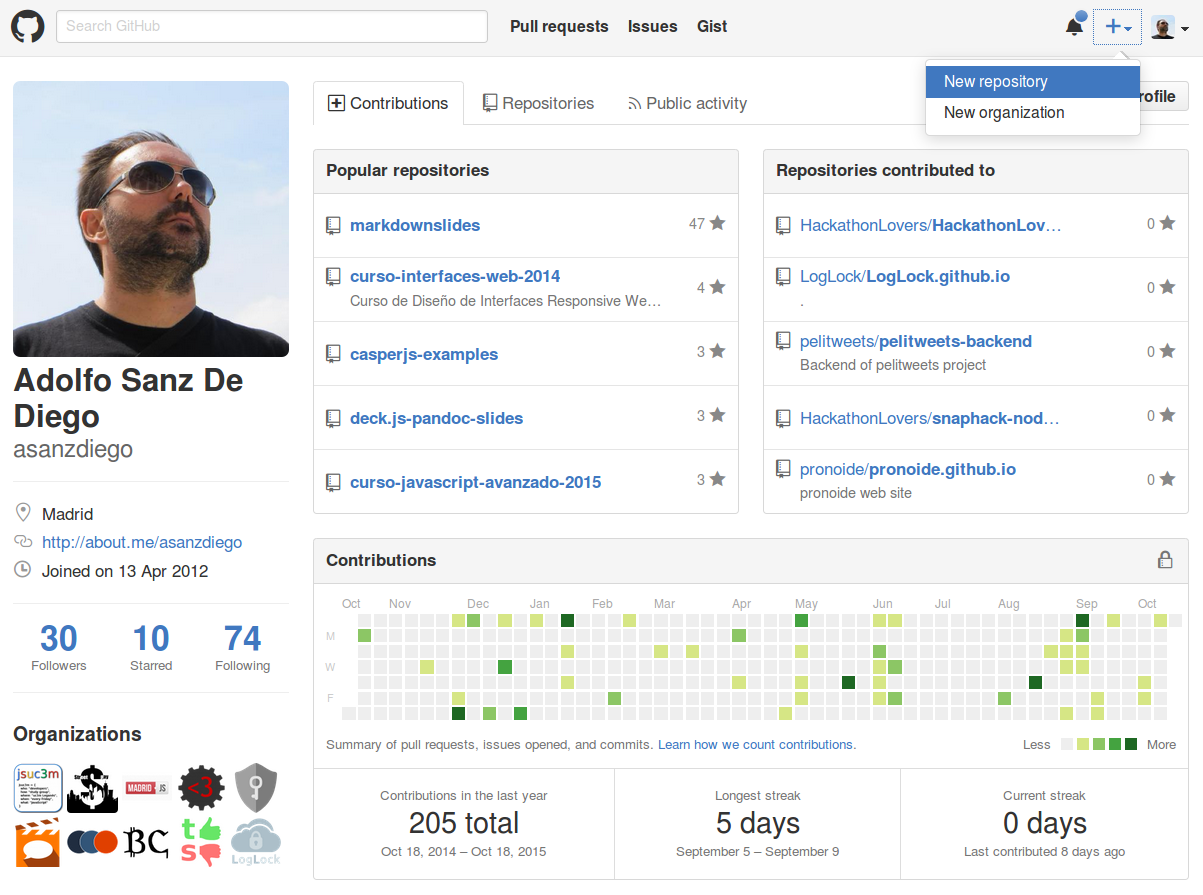 Search GitHub
Pull requests
Issues
Gist
New repository
New organization
rofile
Contributions
Repositories
Public activity
Adolfo Sanz De
Diego
asanzdiego
Madrid
http://about.me/asanzdiego
Joined on 13 Apr 2012
30
Followers
10
Starred
74
Following
Organizations
jsuc3m
MADRID JS
<3
BC
t
s
LogLock
Popular repositories
markdownslides
47
curso-interfaces-web-2014
Curso de Diseño de Interfaces Responsive We…
4
casperjs-examples
3
deck.js-pandoc-slides
3
curso-javascript-avanzado-2015
3
Repositories contributed to
HackathonLovers/HackathonLov…
0
LogLock/LogLock.github.io
.
0
pelitweets/pelitweets-backend
Backend of pelitweets project
0
HackathonLovers/snaphack-nod…
0
pronoide/pronoide.github.io
pronoide web site
0
Contributions
Oct Nov Dec Jan Feb Mar Apr May Jun Jul Aug Sep Oct
M
W
F
Summary of pull requests, issues opened, and commits. Learn how we count contributions.
Less
More
Contributions in the last year
205 total
Oct 18, 2014 – Oct 18, 2015
Longest streak
5 days
September 5 – September 9
Current streak
0 days
Last contributed 8 days ago